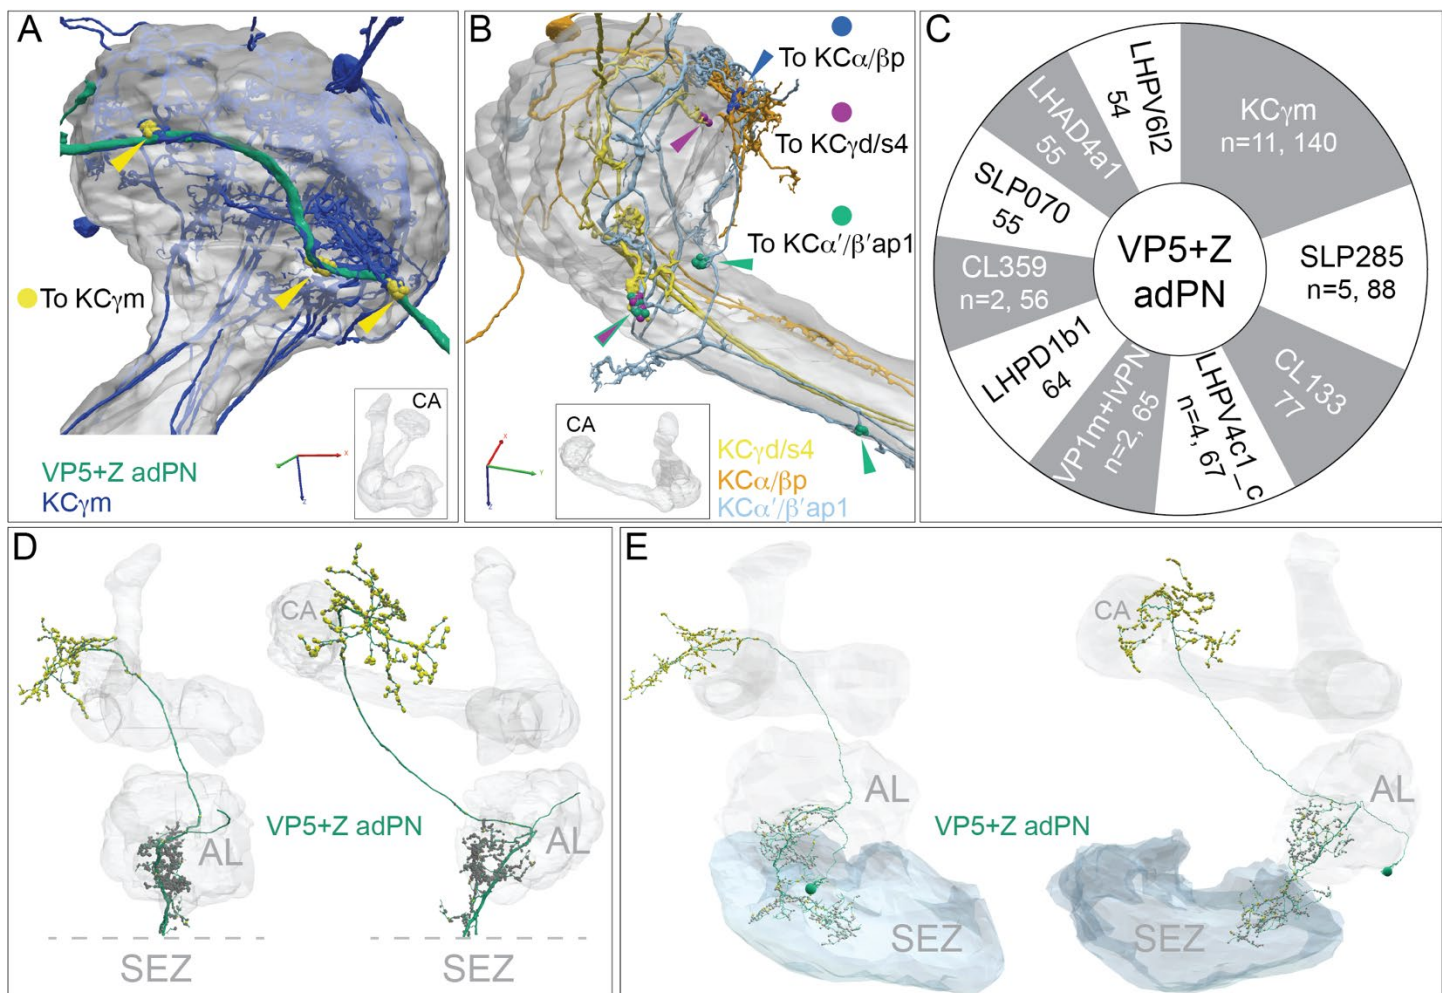 A
To KCγm
VP5+Z adPN
KCγm
CA
X
Y
Z
B
To KCα/βp
To KCγd/s4
To KCα′/β′ap1
CA
X
Y
Z
KCγd/s4
KCα/βp
KCα′/β′ap1
C
KCγm
n=11, 140
SLP285
n=5, 88
CL133
77
LHPV4c1_c
n=4, 67
VP1m+lvPN
n=2, 65
LHPD1b1
64
CL359
n=2, 56
SLP070
55
LHAD4a1
55
LHPV6l2
54
VP5+Z
adPN
D
CA
VP5+Z adPN
AL
AL
SEZ
SEZ
E
CA
AL
VP5+Z adPN
AL
SEZ
SEZ